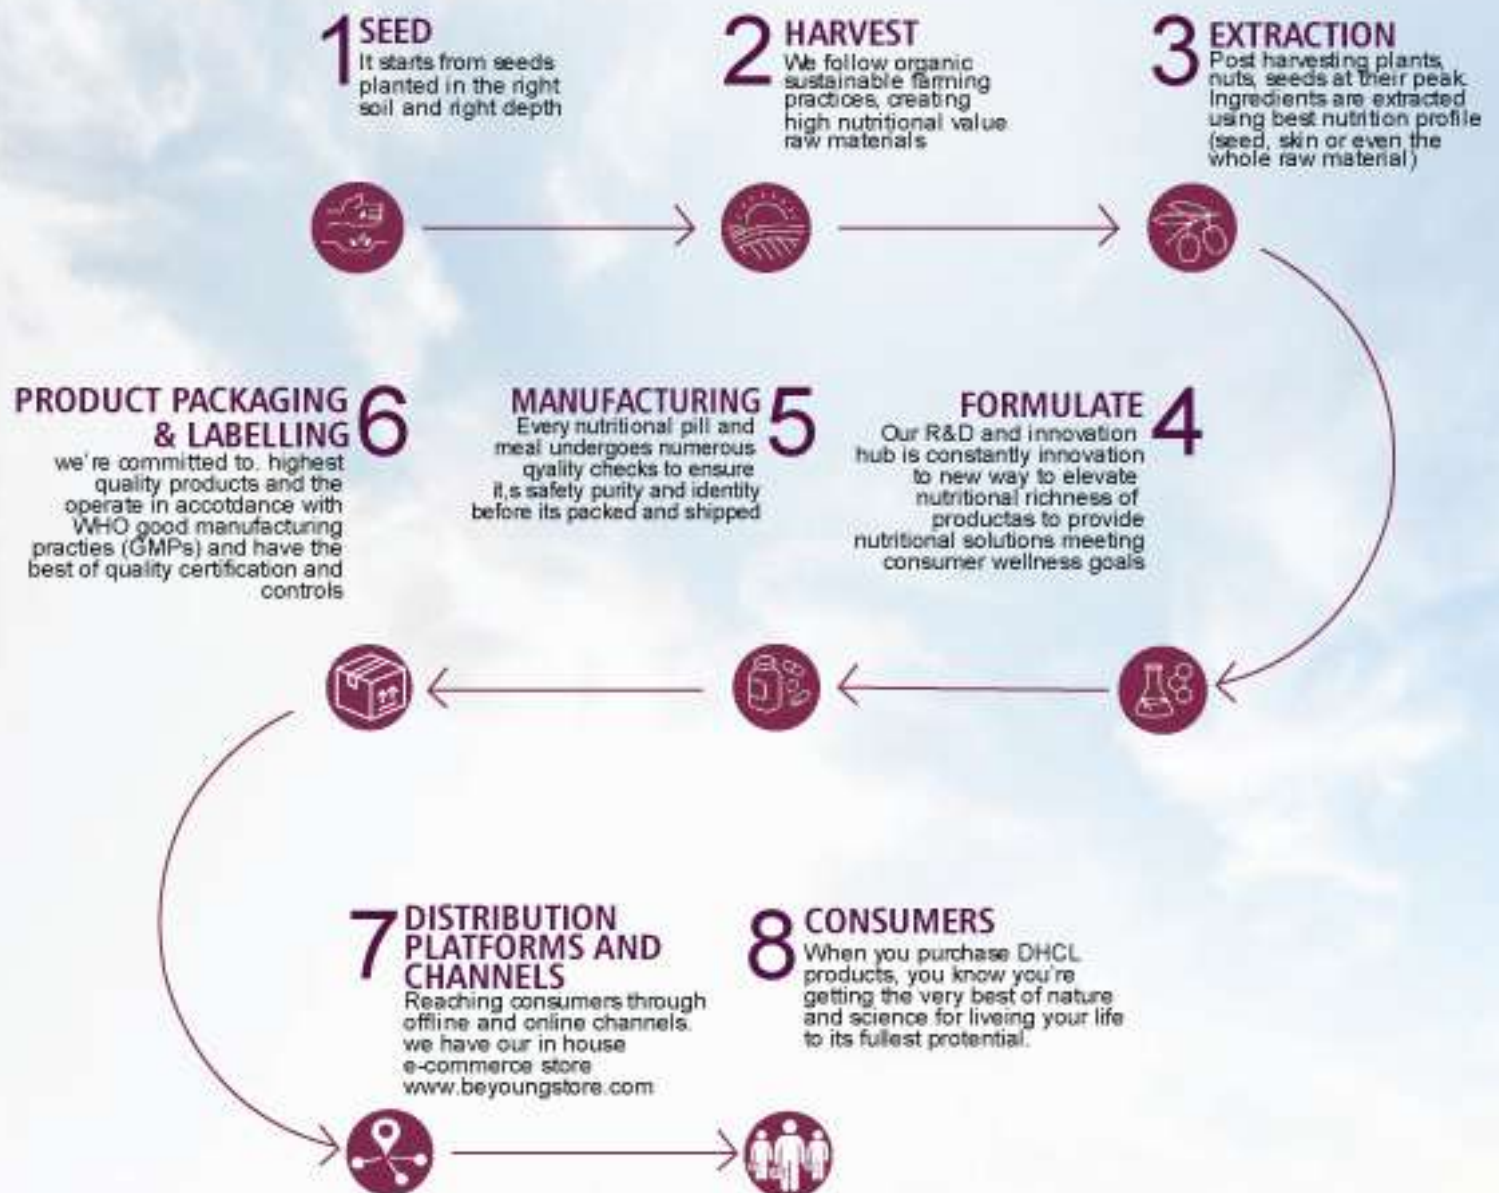 1 SEED
It starts from seeds
planted in the right
soil and right depth
2 HARVEST
We follow organic
sustainable farming
practices, creating
high nutritional value
raw materials
3 EXTRACTION
Post harvesting plants,
nuts, seeds at their peak.
Ingredients are extracted
using best nutrition profile
(seed, skin or even the
whole raw material)
4 FORMULATE
Our R&D and innovation
hub is constantly innovation
to new way to elevate
nutritional richness of
productas to provide
nutritional solutions meeting
consumer wellness goals
5 MANUFACTURING
Every nutritional pill and
meal undergoes numerous
qyality checks to ensure
it,s safety purity and identity
before its packed and shipped
6 PRODUCT PACKAGING
& LABELLING
we're committed to. highest
quality products and the
operate in accotdance with
WHO good manufacturing
practies (GMPs) and have the
best of quality certification and
controls
7 DISTRIBUTION
PLATFORMS AND
CHANNELS
Reaching consumers through
offline and online channels.
we have our in house
e-commerce store
www.beyoungstore.com
8 CONSUMERS
When you purchase DHCL
products, you know you're
getting the very best of nature
and science for liveing your life
to its fullest protential.